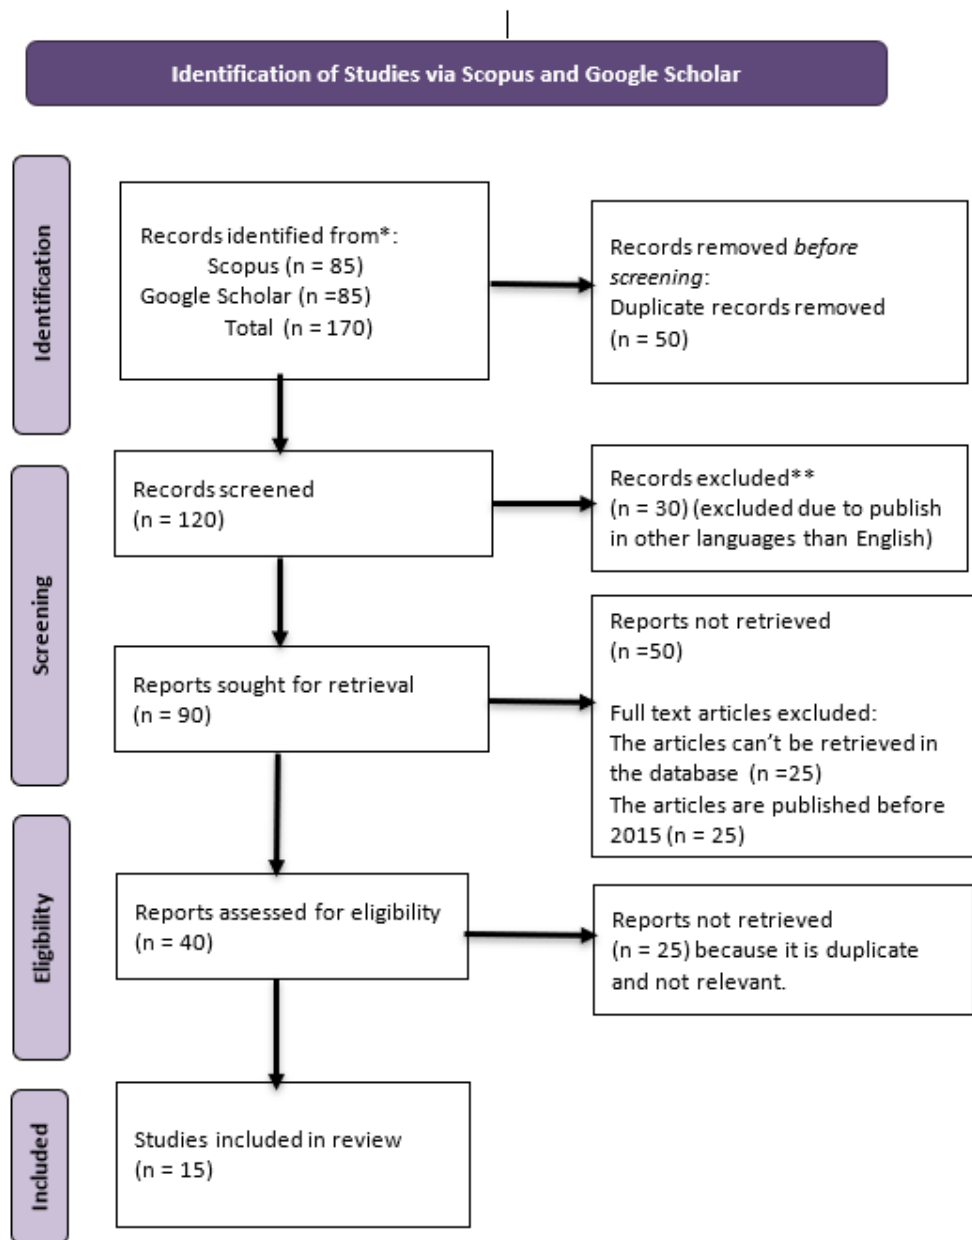 Identification of Studies via Scopus and Google Scholar
Identification
Records identified from*:
Scopus (n = 85)
Google Scholar (n =85)
Total (n = 170)
Records removed before
screening:
Duplicate records removed
(n = 50)
Screening
Records screened
(n = 120)
Records excluded**
(n = 30) (excluded due to publish
in other languages than English)
Reports sought for retrieval
(n = 90)
Reports not retrieved
(n =50)
Full text articles excluded:
The articles can't be retrieved in
the database (n =25)
The articles are published before
2015 (n = 25)
Eligibility
Reports assessed for eligibility
(n = 40)
Reports not retrieved
(n = 25) because it is duplicate
and not relevant.
Included
Studies included in review
(n = 15)